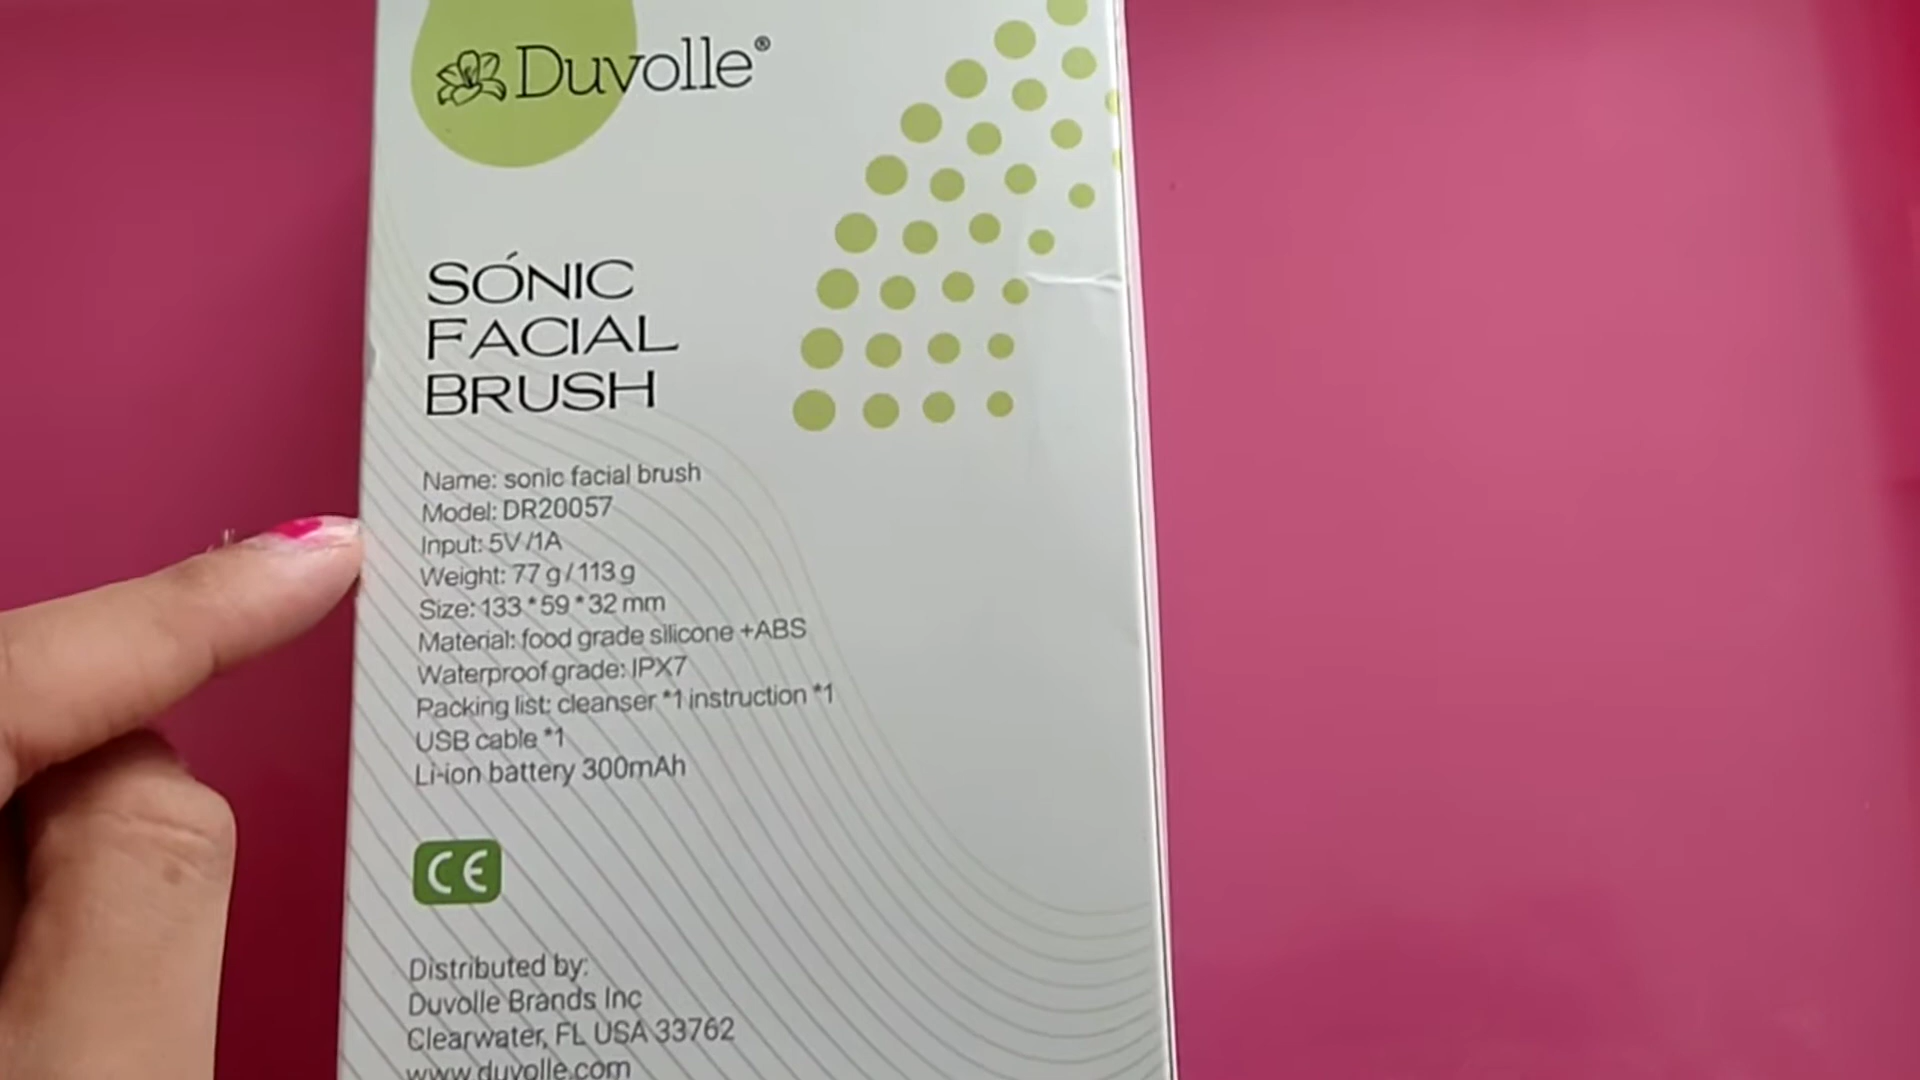 Duvolle®
SÓNIC
FACIAL
BRUSH
Name: sonic facial brush
Model: DR20057
Input: 5V/1A
Weight: 77 g / 113 g
Size: 133 * 59 * 32 mm
Material: food grade silicone +ABS
Waterproof grade: IPX7
Packing list: cleanser *1 instruction *1
USB cable *1
Li-ion battery 300mAh
CE
Distributed by:
Duvolle Brands Inc
Clearwater, FL USA 33762
www.duvolle.com